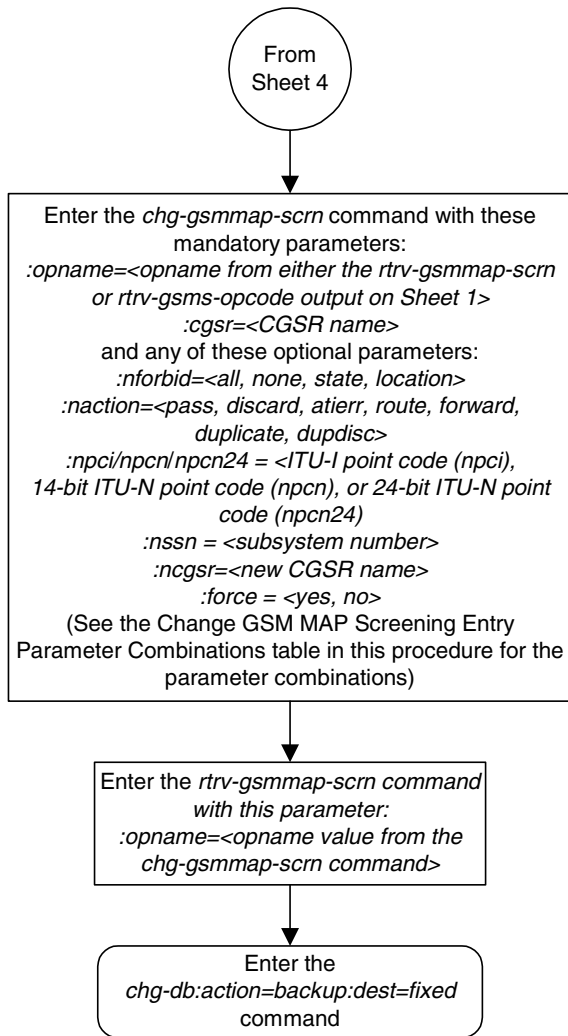 From
Sheet 4
Enter the chg-gsmmap-scrn command with these
mandatory parameters:
:opname=<opname from either the rtrv-gsmmap-scrn
or rtrv-gsms-opcode output on Sheet 1>
:cgsr=<CGSR name>
and any of these optional parameters:
:nforbid=<all, none, state, location>
:naction=<pass, discard, atierr, route, forward,
duplicate, dupdisc>
:npci/npcn/npcn24 = <ITU-I point code (npci),
14-bit ITU-N point code (npcn), or 24-bit ITU-N point
code (npcn24)
:nssn = <subsystem number>
:ncgsr=<new CGSR name>
:force = <yes, no>
(See the Change GSM MAP Screening Entry
Parameter Combinations table in this procedure for the
parameter combinations)
Enter the rtrv-gsmmap-scrn command
with this parameter:
:opname=<opname value from the
chg-gsmmap-scrn command>
Enter the
chg-db:action=backup:dest=fixed
command